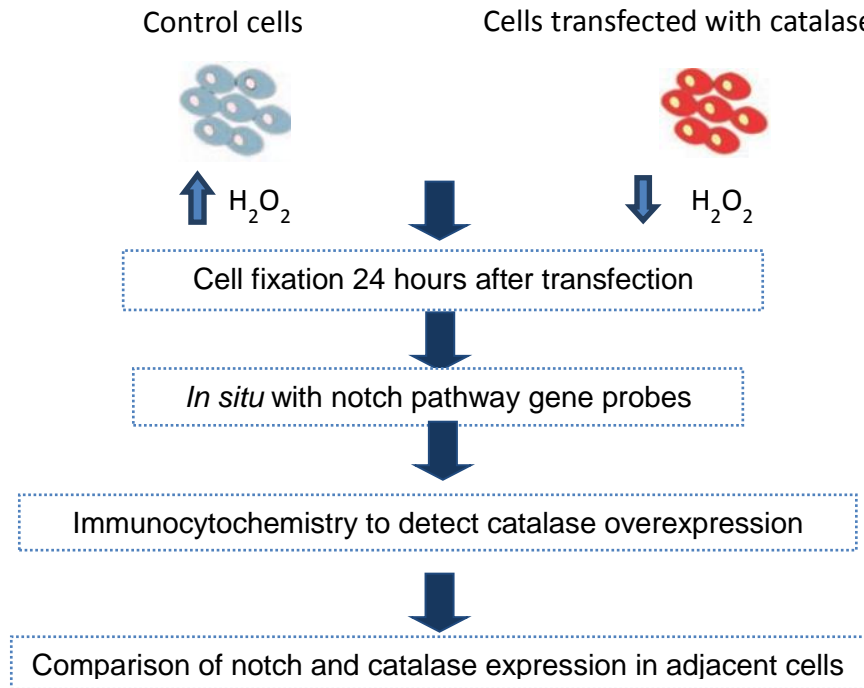 Control cells
Cells transfected with catalase
H₂O₂
H₂O₂
Cell fixation 24 hours after transfection
In situ with notch pathway gene probes
Immunocytochemistry to detect catalase overexpression
Comparison of notch and catalase expression in adjacent cells